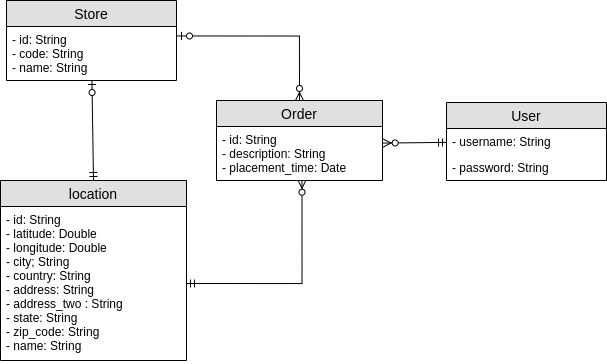 Store
- id: String
- code: String
- name: String
Order
- id: String
- description: String
- placement_time: Date
User
- username: String
- password: String
location
- id: String
- latitude: Double
- longitude: Double
- city; String
- country: String
- address: String
- address_two : String
- state: String
- zip_code: String
- name: String